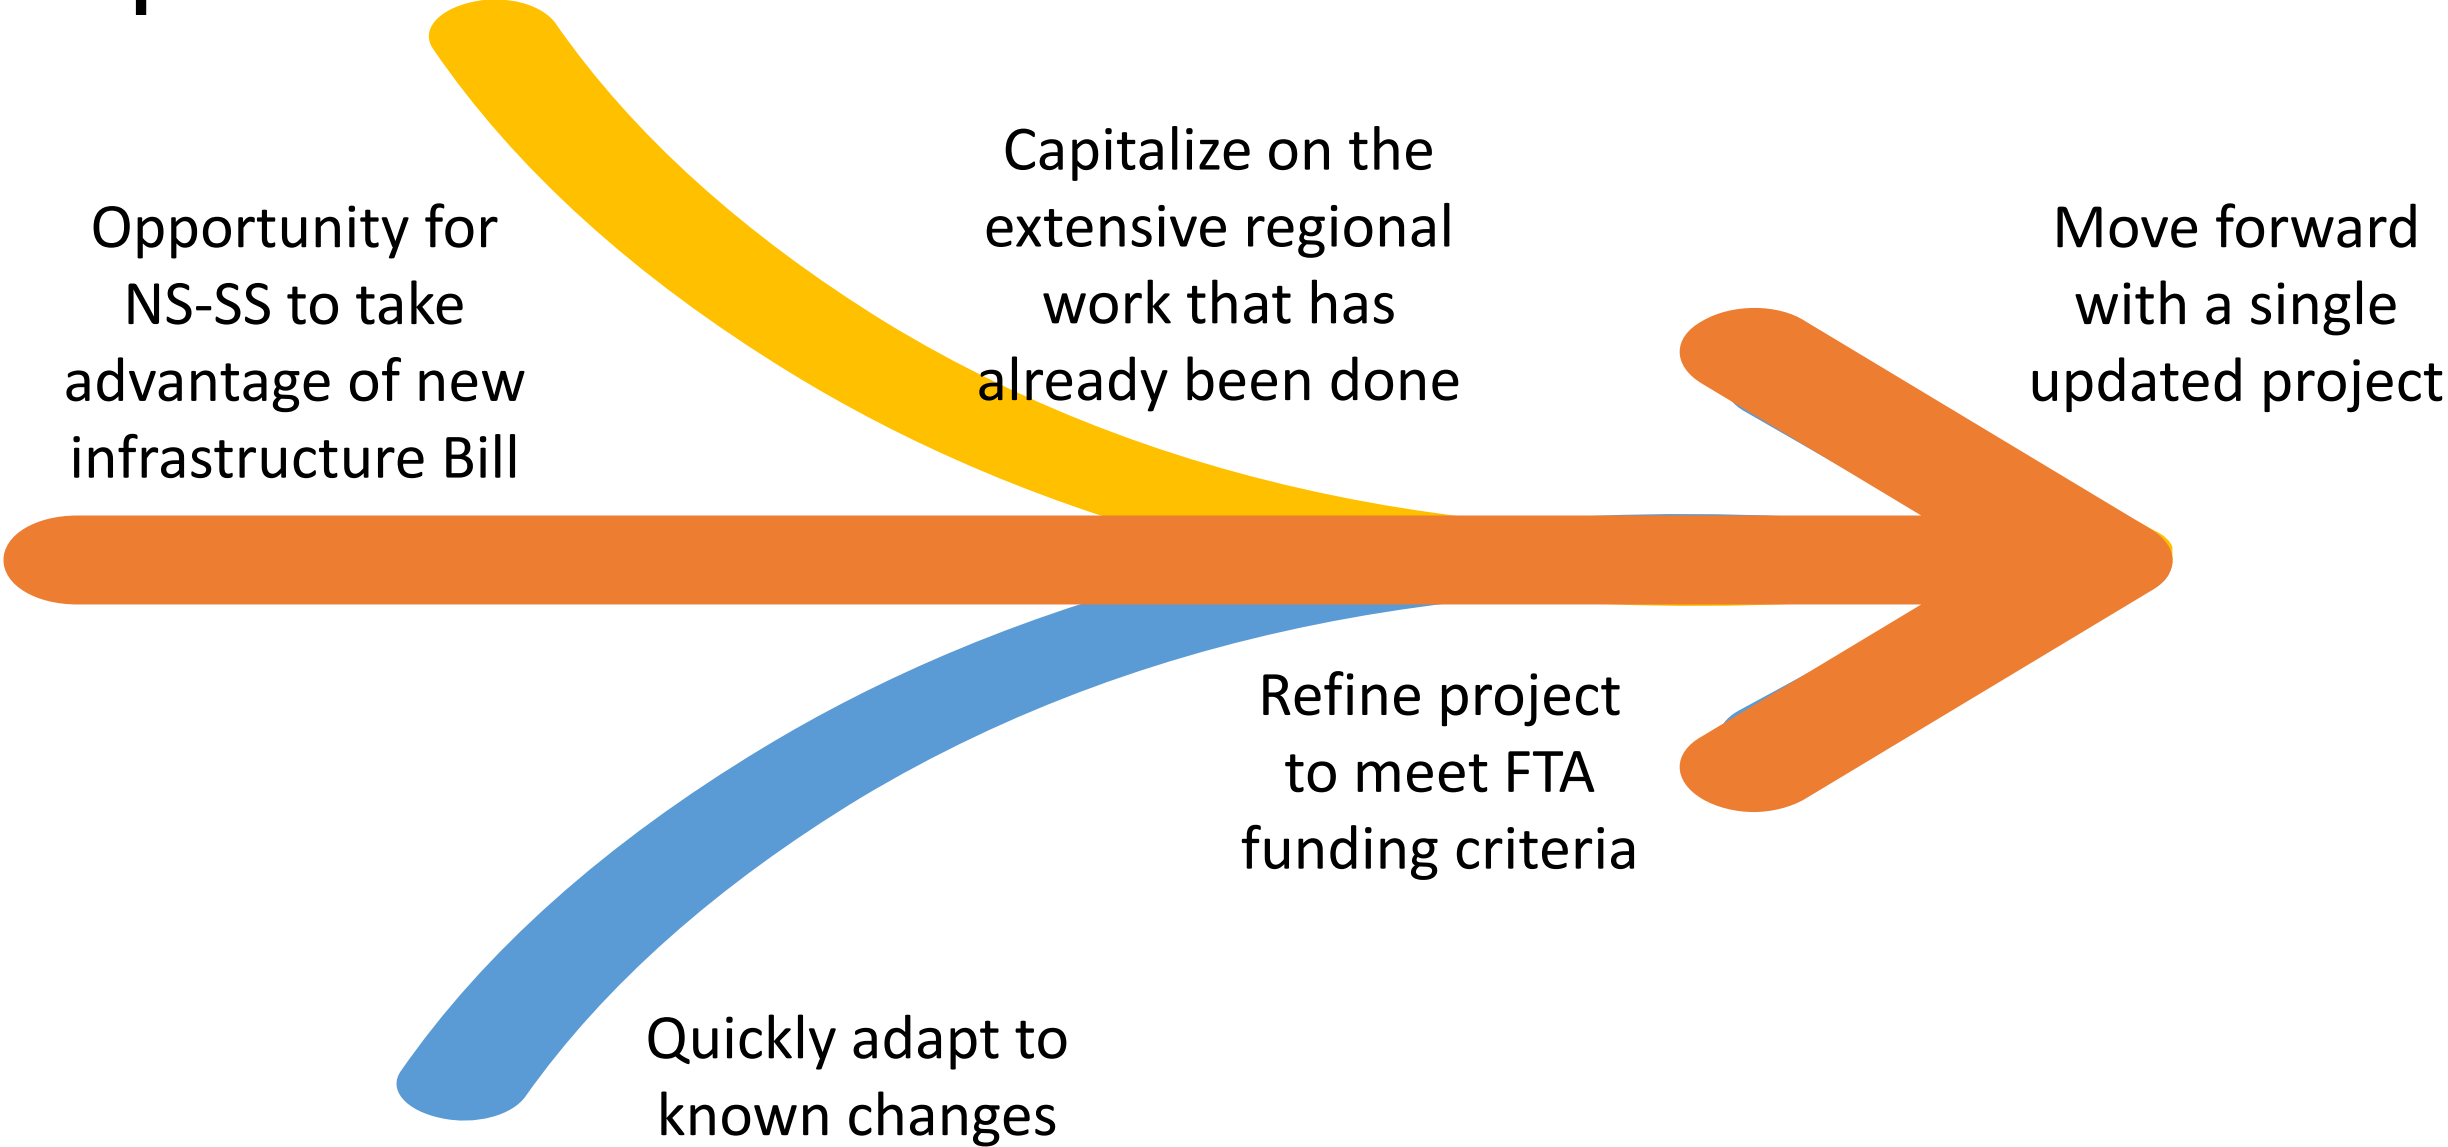 Opportunity for
NS-SS to take
advantage of new
infrastructure Bill
Capitalize on the
extensive regional
work that has
already been done
Move forward
with a single
updated project
Refine project
to meet FTA
funding criteria
Quickly adapt to
known changes